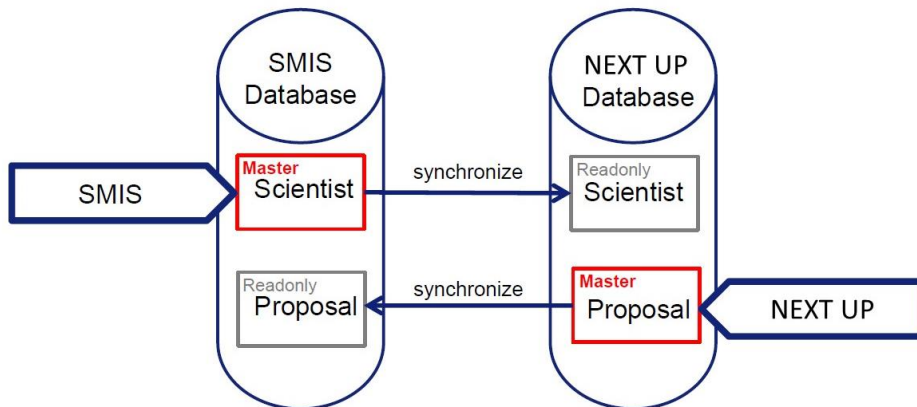 SMIS
Database
NEXT UP
Database
SMIS
Master
Scientist
synchronize
Readonly
Scientist
Readonly
Proposal
synchronize
Master
Proposal
NEXT UP